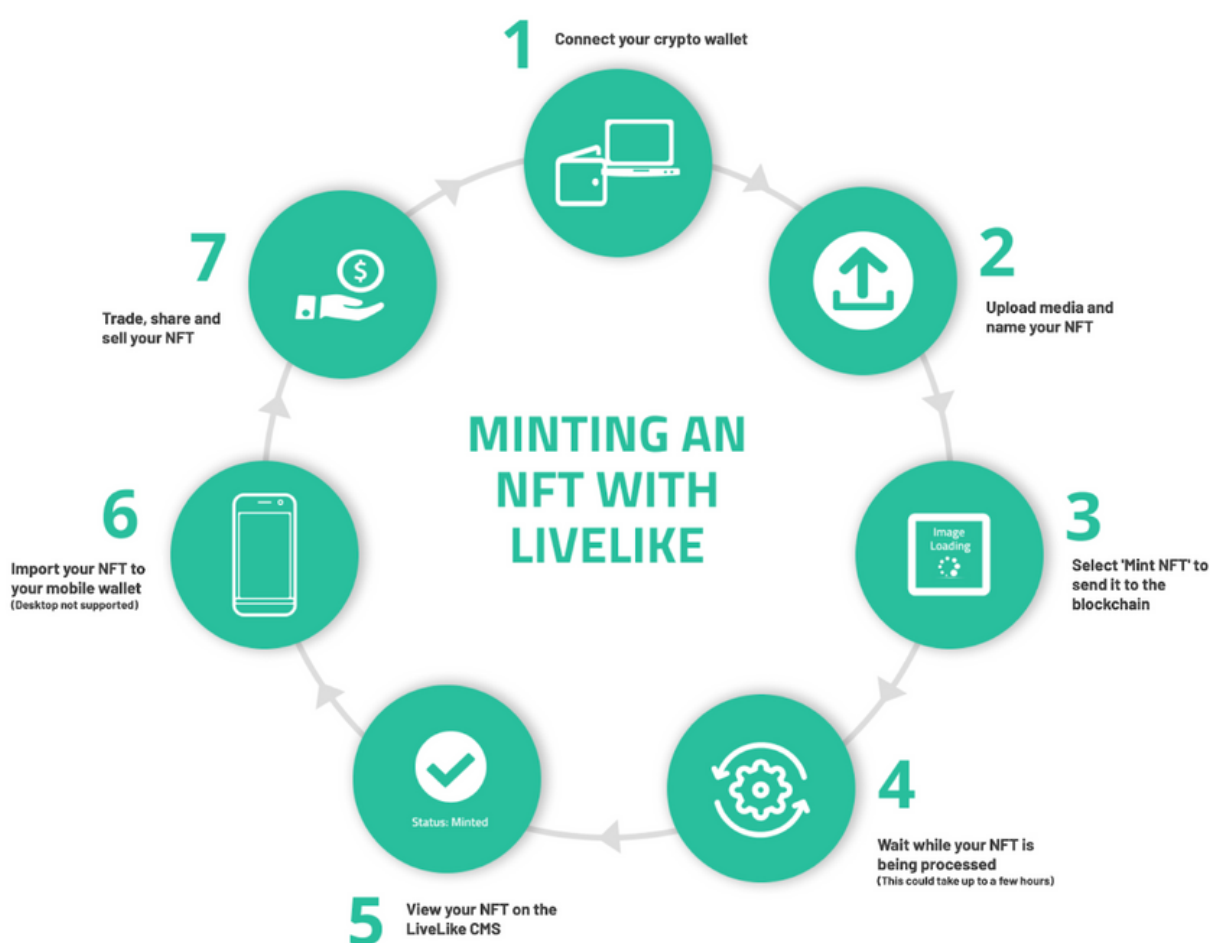 1
Connect your crypto wallet
2
Upload media and
name your NFT
3
Image
Loading
Select 'Mint NFT' to
send it to the
blockchain
4
Wait while your NFT is
being processed
(This could take up to a few hours)
5
Status: Minted
View your NFT on the
LiveLike CMS
6
Import your NFT to
your mobile wallet
(Desktop not supported)
7
$
Trade, share and
sell your NFT
MINTING AN
NFT WITH
LIVELIKE